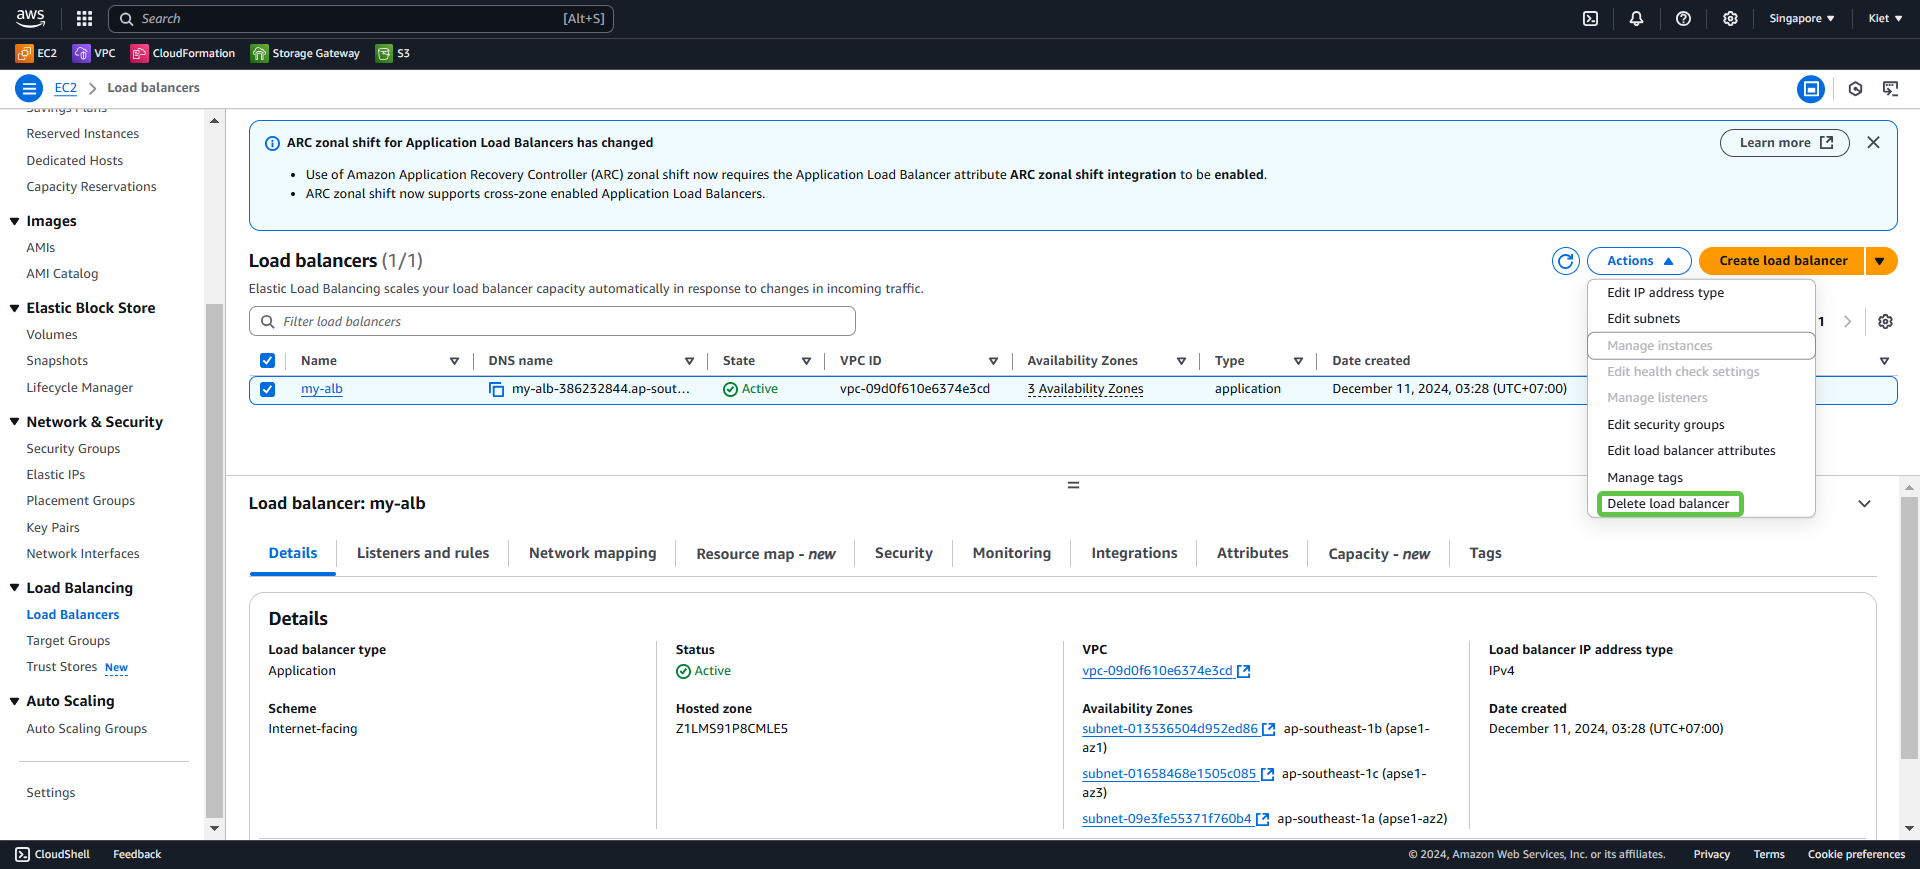 aws
Search
[Alt+S]
Singapore
Kiet
EC2
VPC
CloudFormation
Storage Gateway
S3
EC2
Load balancers
Savings Plans
Reserved Instances
Dedicated Hosts
Capacity Reservations
Images
AMIs
AMI Catalog
Elastic Block Store
Volumes
Snapshots
Lifecycle Manager
Network & Security
Security Groups
Elastic IPs
Placement Groups
Key Pairs
Network Interfaces
Load Balancing
Load Balancers
Target Groups
Trust Stores New
Auto Scaling
Auto Scaling Groups
Settings
ARC zonal shift for Application Load Balancers has changed
Learn more
• Use of Amazon Application Recovery Controller (ARC) zonal shift now requires the Application Load Balancer attribute ARC zonal shift integration to be enabled.
• ARC zonal shift now supports cross-zone enabled Application Load Balancers.
Load balancers (1/1)
Actions
Create load balancer
Elastic Load Balancing scales your load balancer capacity automatically in response to changes in incoming traffic.
Filter load balancers
1
Edit IP address type
Edit subnets
Manage instances
Edit health check settings
Manage listeners
Edit security groups
Edit load balancer attributes
Manage tags
Delete load balancer
Name
DNS name
State
VPC ID
Availability Zones
Type
Date created
my-alb
my-alb-386232844.ap-sout...
Active
vpc-09d0f610e6374e3cd
3 Availability Zones
application
December 11, 2024, 03:28 (UTC+07:00)
Load balancer: my-alb
Details
Listeners and rules
Network mapping
Resource map - new
Security
Monitoring
Integrations
Attributes
Capacity - new
Tags
Details
Load balancer type
Application
Status
Active
VPC
vpc-09d0f610e6374e3cd
Load balancer IP address type
IPv4
Scheme
Internet-facing
Hosted zone
Z1LMS91P8CMLE5
Availability Zones
subnet-013536504d952ed86 ap-southeast-1b (apse1-
az1)
subnet-01658468e1505c085 ap-southeast-1c (apse1-
az3)
subnet-09e3fe55371f760b4 ap-southeast-1a (apse1-az2)
Date created
December 11, 2024, 03:28 (UTC+07:00)
CloudShell
Feedback
© 2024, Amazon Web Services, Inc. or its affiliates.
Privacy
Terms
Cookie preferences